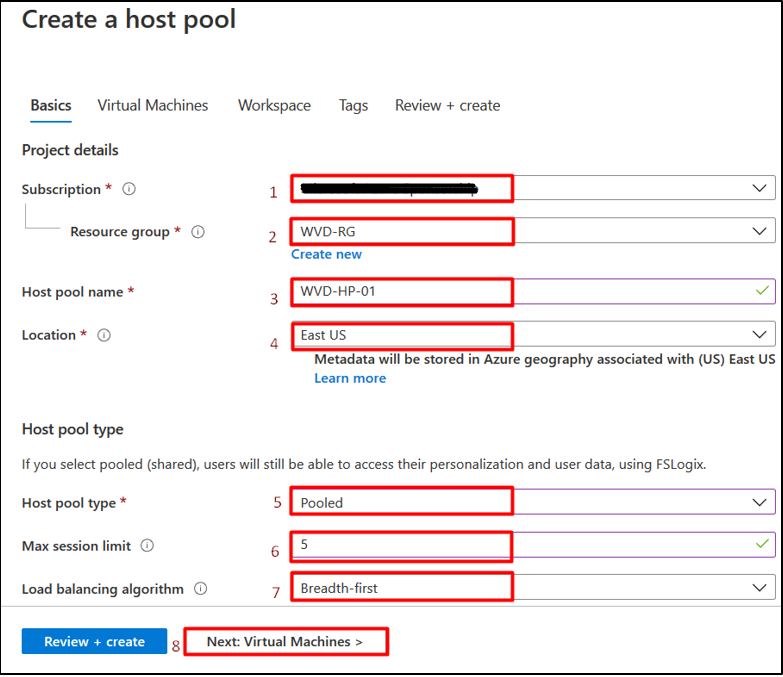 Create a host pool
Basics Virtual Machines Workspace Tags Review + create
Project details
Subscription * 1
Resource group * 2 WVD-RG
Create new
Host pool name * 3 WVD-HP-01
Location * 4 East US
Metadata will be stored in Azure geography associated with (US) East US
Learn more
Host pool type
If you select pooled (shared), users will still be able to access their personalization and user data, using FSLogix.
Host pool type * 5 Pooled
Max session limit 6 5
Load balancing algorithm 7 Breadth-first
Review + create 8 Next: Virtual Machines >